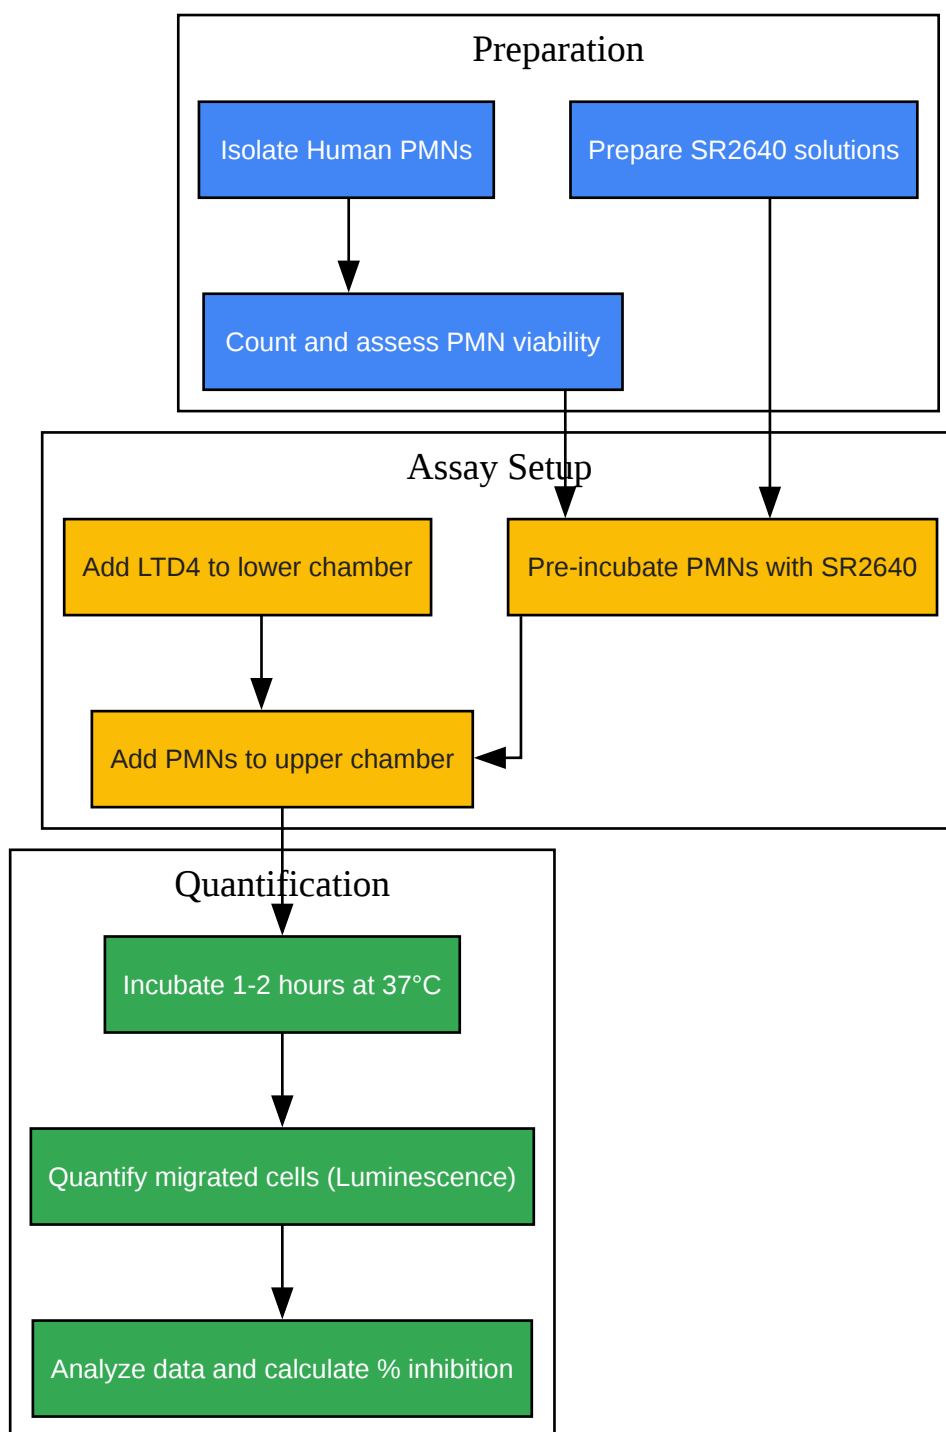 Preparation
Isolate Human PMNs
Prepare SR2640 solutions
Count and assess PMN viability
Assay Setup
Add LTD4 to lower chamber
Pre-incubate PMNs with SR2640
Add PMNs to upper chamber
Quantification
Incubate 1-2 hours at 37°C
Quantify migrated cells (Luminescence)
Analyze data and calculate % inhibition